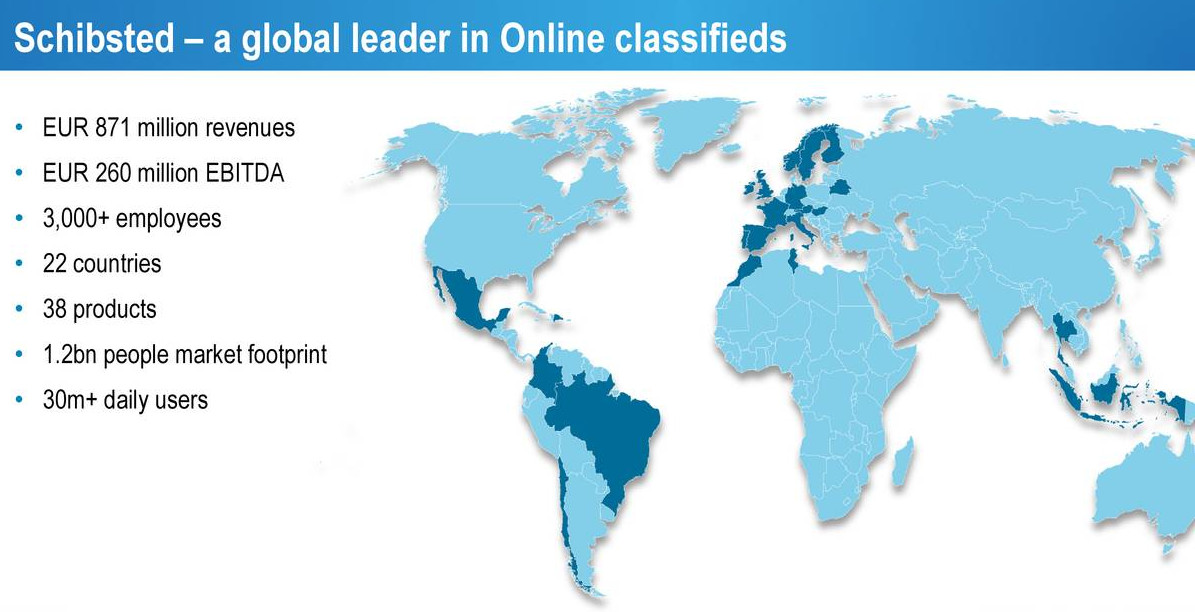 Schibsted – a global leader in Online classifieds
• EUR 871 million revenues
• EUR 260 million EBITDA
• 3,000+ employees
• 22 countries
• 38 products
• 1.2bn people market footprint
• 30m+ daily users